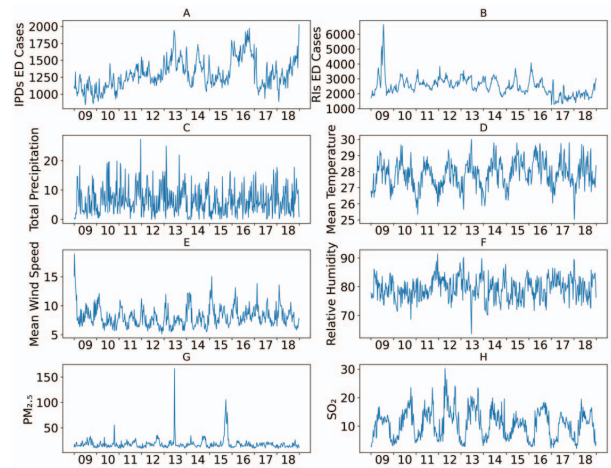 A
B
IPDs ED Cases
2000
1750
1500
1250
1000
09 10 11 12 13 14 15 16 17 18
RIs ED Cases
6000
5000
4000
3000
2000
1000
09 10 11 12 13 14 15 16 17 18
C
D
Total Precipitation
20
10
0
09 10 11 12 13 14 15 16 17 18
Mean Temperature
30
29
28
27
26
25
09 10 11 12 13 14 15 16 17 18
E
F
Mean Wind Speed
15
10
5
09 10 11 12 13 14 15 16 17 18
Relative Humidity
90
80
70
09 10 11 12 13 14 15 16 17 18
G
H
PM₂.₅
150
100
50
09 10 11 12 13 14 15 16 17 18
SO₂
30
20
10
09 10 11 12 13 14 15 16 17 18